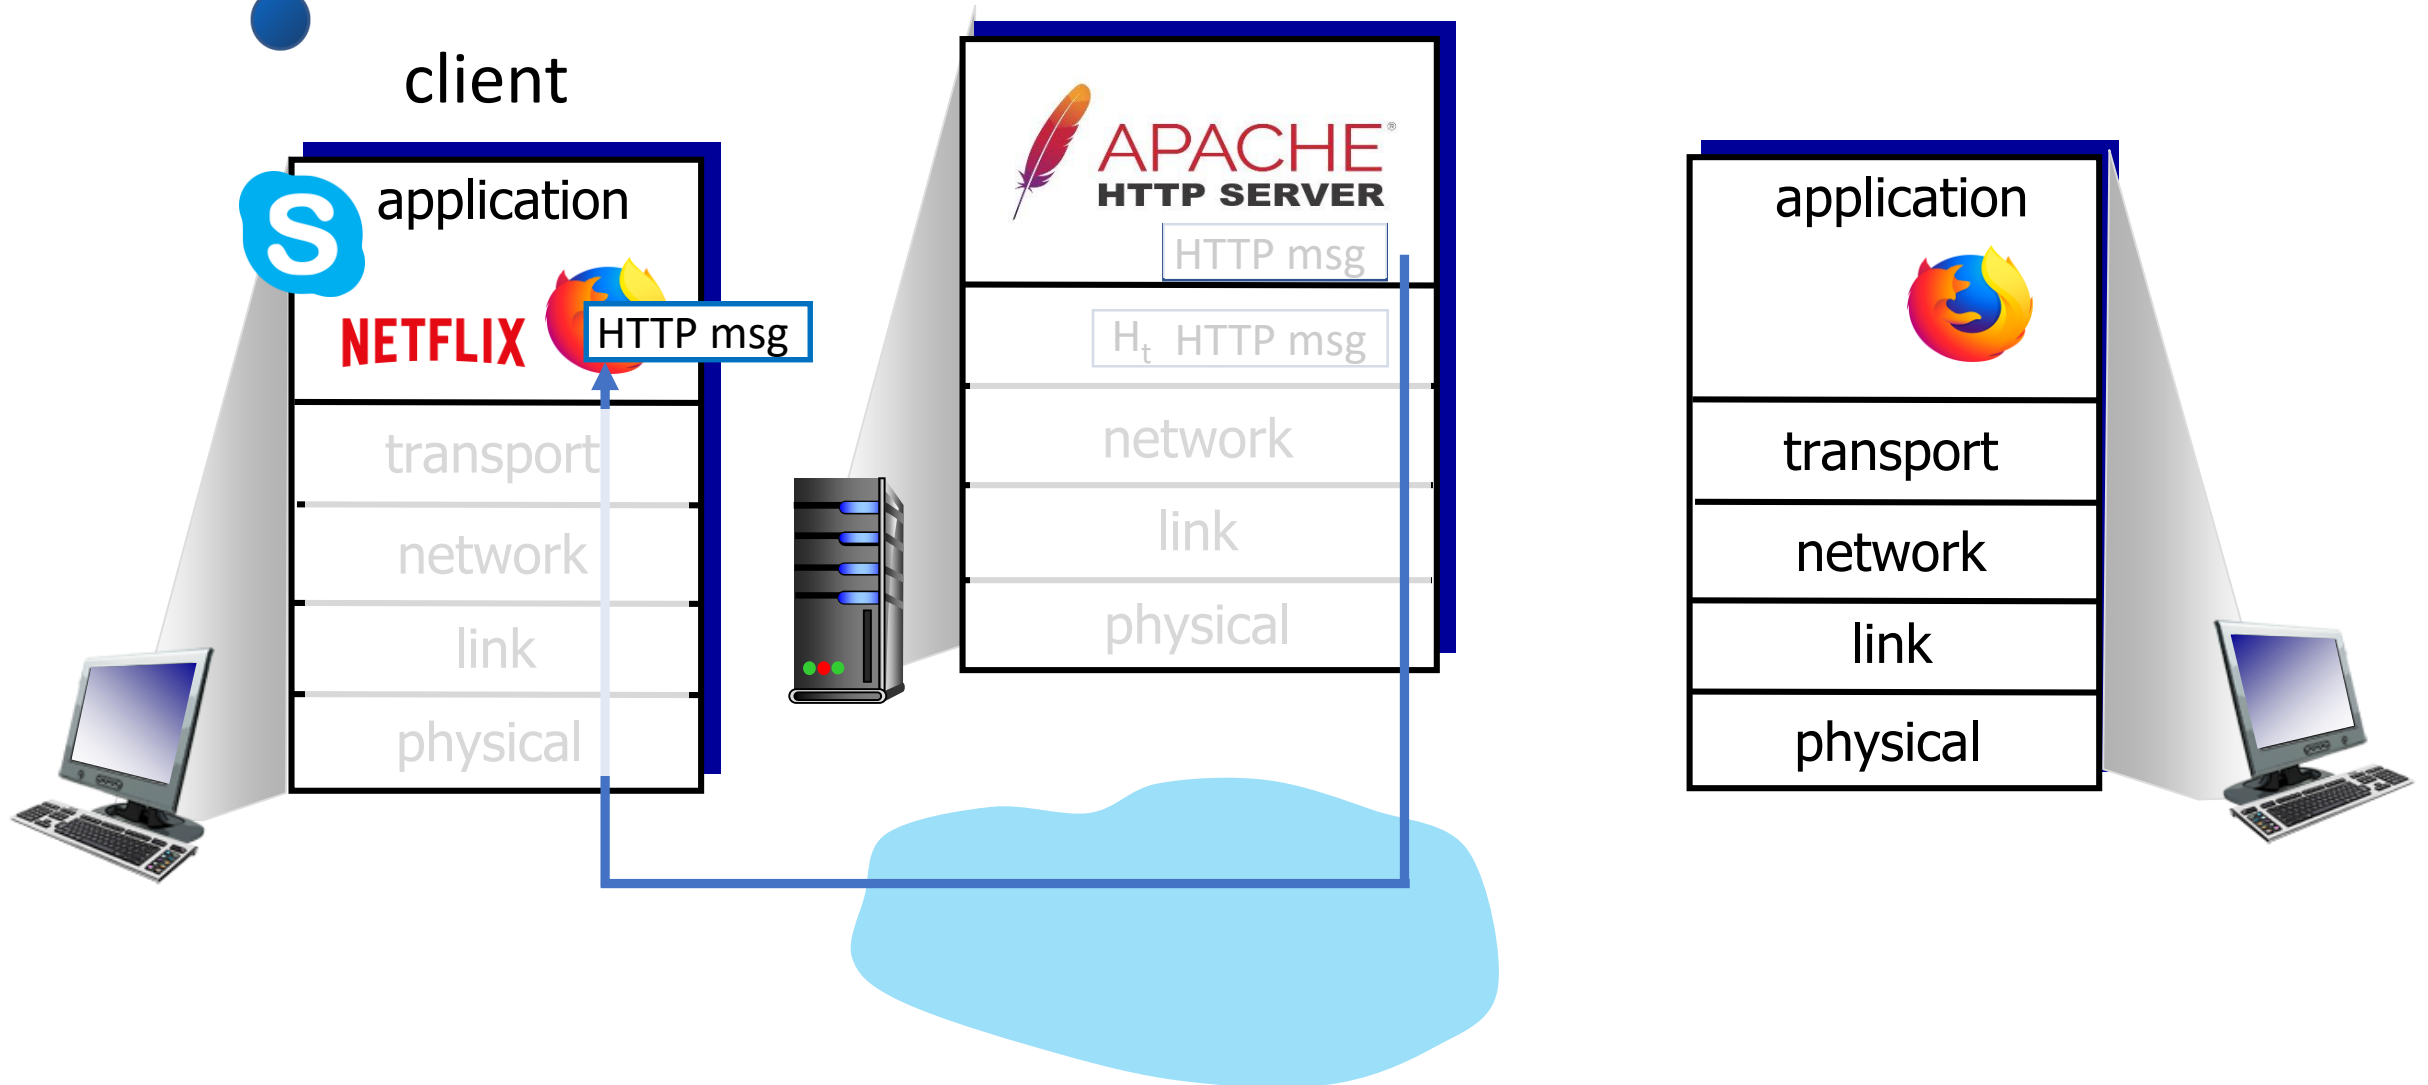 client
application
S
NETFLIX
HTTP msg
transport
network
link
physical
APACHE®
HTTP SERVER
HTTP msg
Ht HTTP msg
network
link
physical
application
transport
network
link
physical